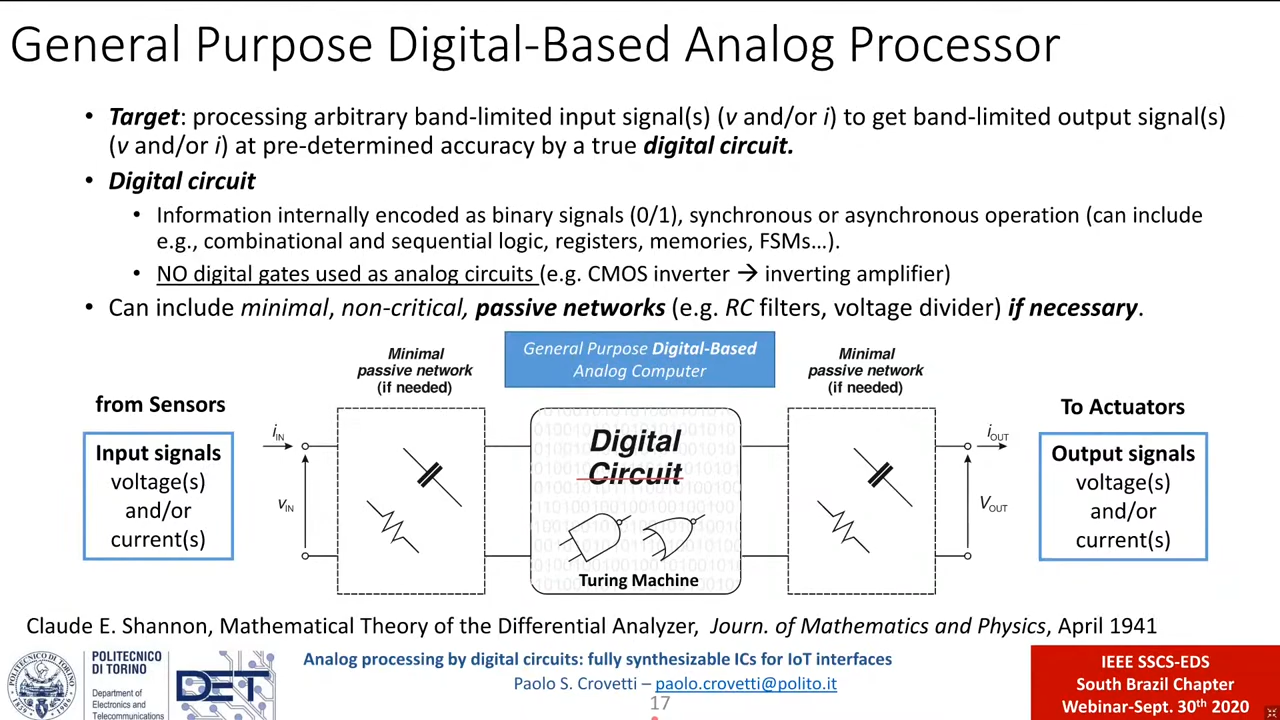 General Purpose Digital-Based Analog Processor
• Target: processing arbitrary band-limited input signal(s) (v and/or i) to get band-limited output signal(s)
(v and/or i) at pre-determined accuracy by a true digital circuit.
• Digital circuit
• Information internally encoded as binary signals (0/1), synchronous or asynchronous operation (can include
e.g., combinational and sequential logic, registers, memories, FSMs…).
• NO digital gates used as analog circuits (e.g. CMOS inverter → inverting amplifier)
• Can include minimal, non-critical, passive networks (e.g. RC filters, voltage divider) if necessary.
from Sensors
Input signals
voltage(s)
and/or
current(s)
iIN
vIN
Minimal
passive network
(if needed)
General Purpose Digital-Based
Analog Computer
Digital
Circuit
Turing Machine
Minimal
passive network
(if needed)
iOUT
VOUT
To Actuators
Output signals
voltage(s)
and/or
current(s)
Claude E. Shannon, Mathematical Theory of the Differential Analyzer, Journ. of Mathematics and Physics, April 1941
POLITECNICO
DI TORINO
Department of
Electronics and
Telecommunications
DET
Analog processing by digital circuits: fully synthesizable ICs for IoT interfaces
Paolo S. Crovetti – paolo.crovetti@polito.it
17
IEEE SSCS-EDS
South Brazil Chapter
Webinar-Sept. 30th 2020